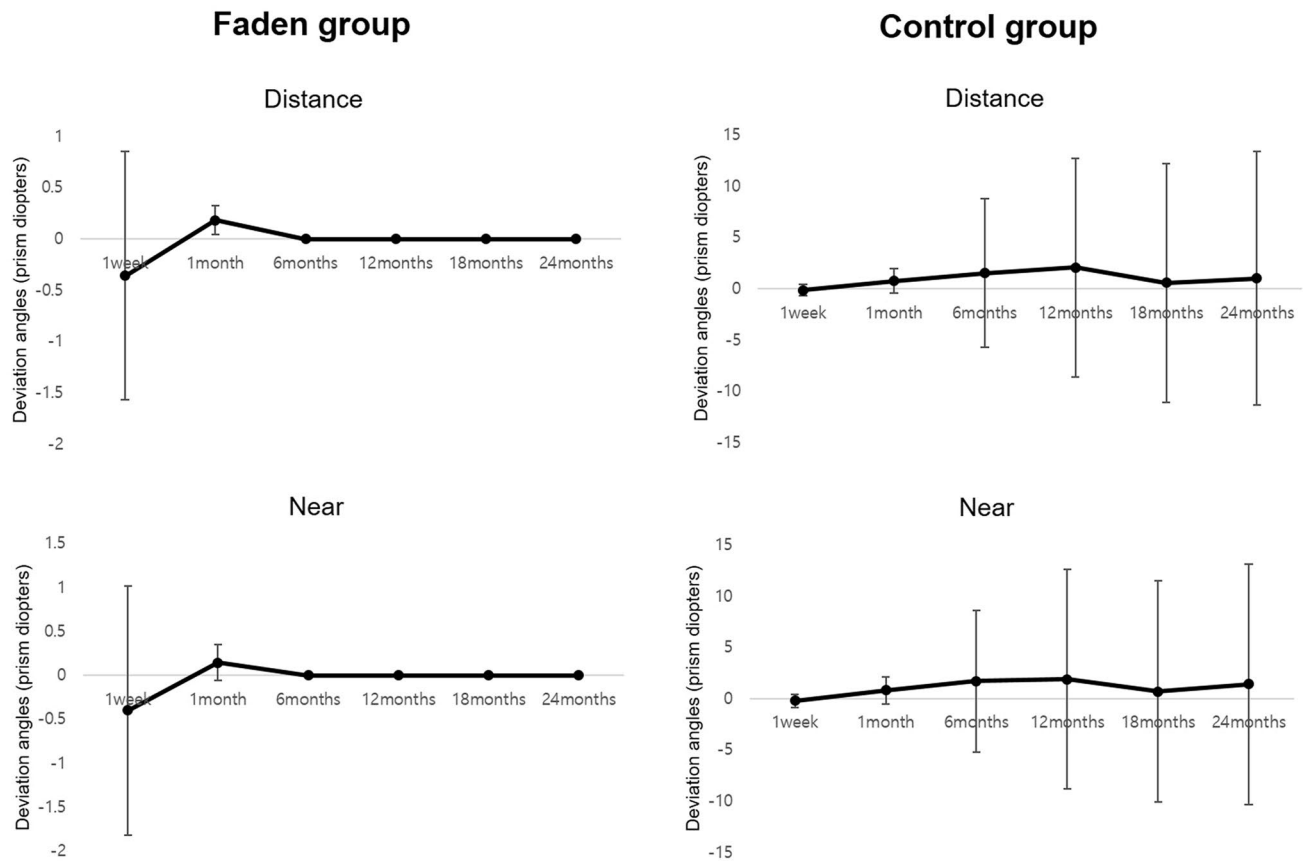 Faden group
Control group
Distance
Deviation angles (prism diopters)
1
0.5
0
-0.5
-1
-1.5
-2
1week
1month
6months
12months
18months
24months
Distance
Deviation angles (prism diopters)
15
10
5
0
-5
-10
-15
1week
1month
6months
12months
18months
24months
Near
Deviation angles (prism diopters)
1.5
1
0.5
0
-0.5
-1
-1.5
-2
1week
1month
6months
12months
18months
24months
Near
Deviation angles (prism diopters)
15
10
5
0
-5
-10
-15
1week
1month
6months
12months
18months
24months